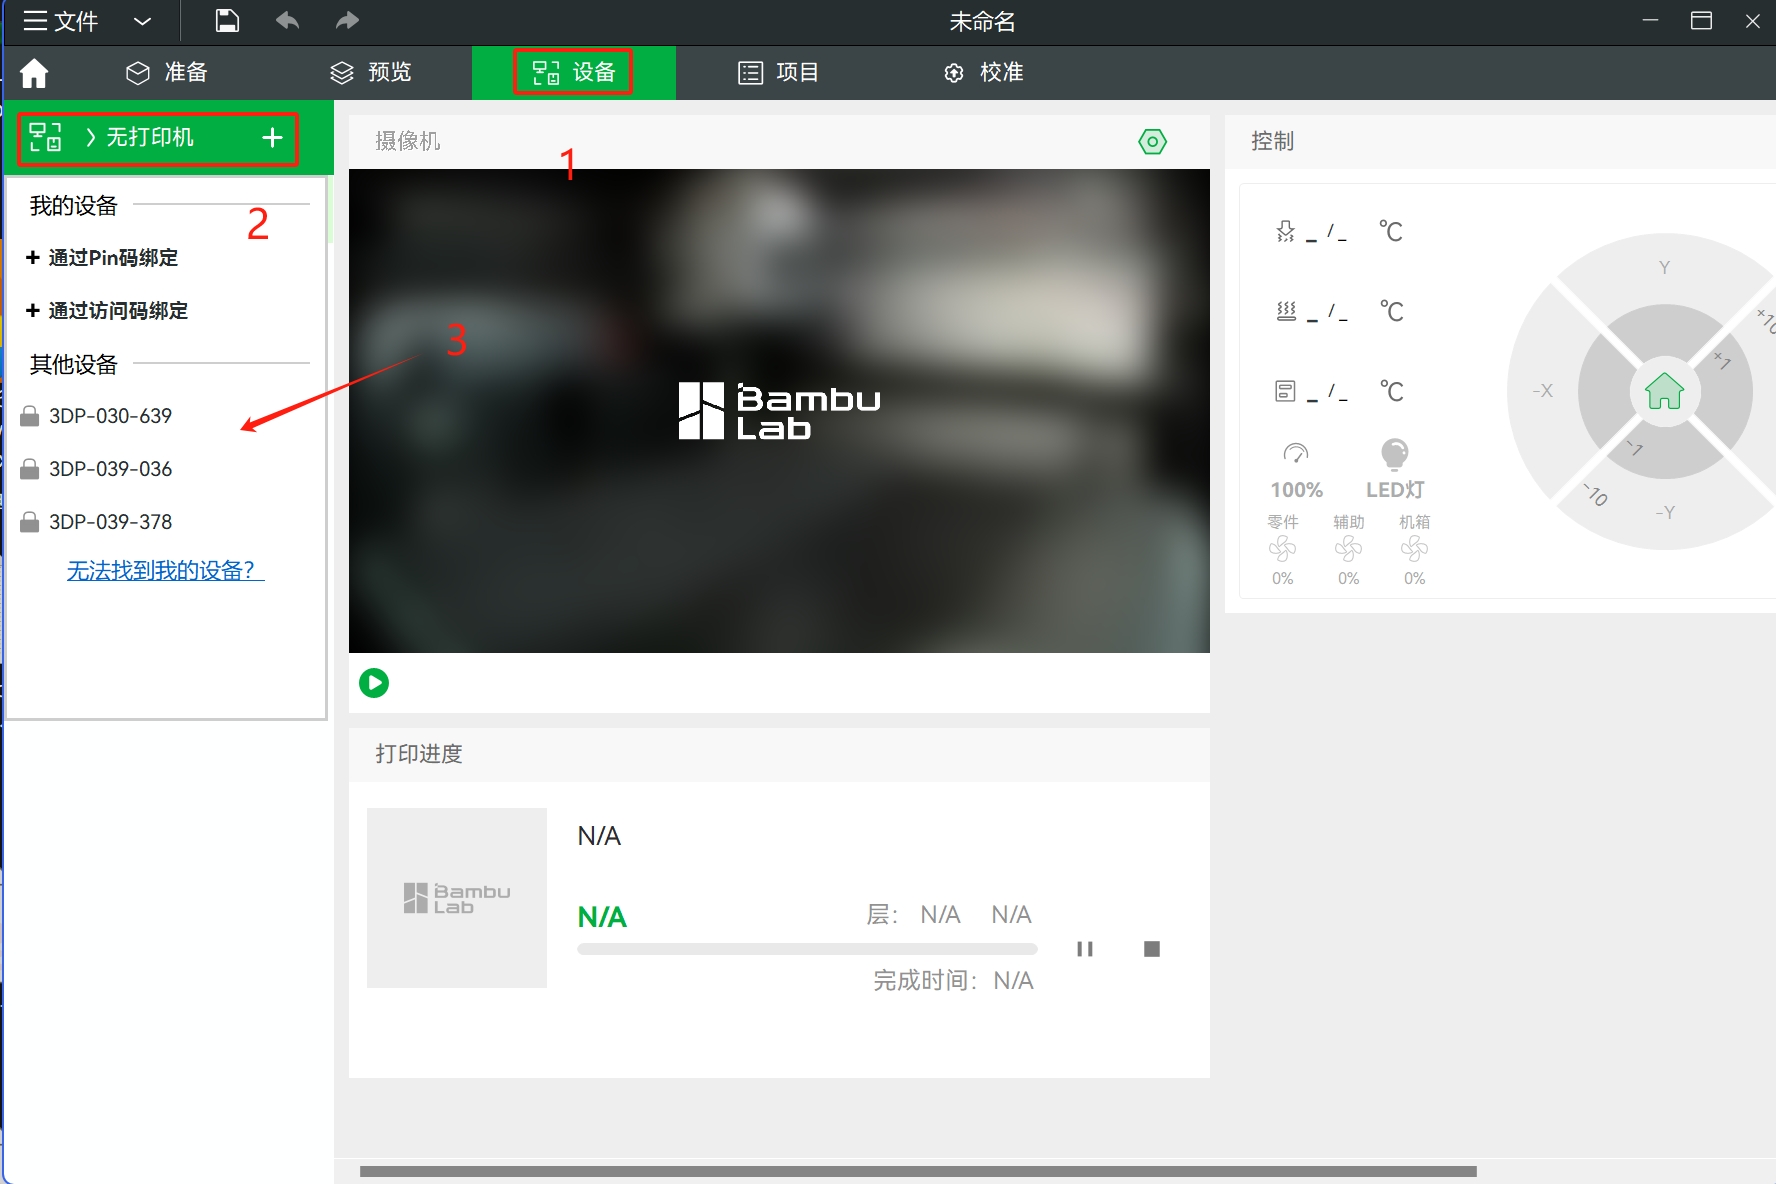 文件
未命名
准备
预览
设备
项目
校准
无打印机 +
1
2
3
我的设备
+ 通过Pin码绑定
+ 通过访问码绑定
其他设备
3DP-030-639
3DP-039-036
3DP-039-378
无法找到我的设备?
摄像机
Bambu
Lab
打印进度
Bambu
Lab
N/A
N/A
层: N/A N/A
完成时间: N/A
控制
_ /_ ℃
_ /_ ℃
_ /_ ℃
100% LED灯
零件 辅助 机箱
0% 0% 0%
Y
+10
+1
-X
-1
-10
-Y